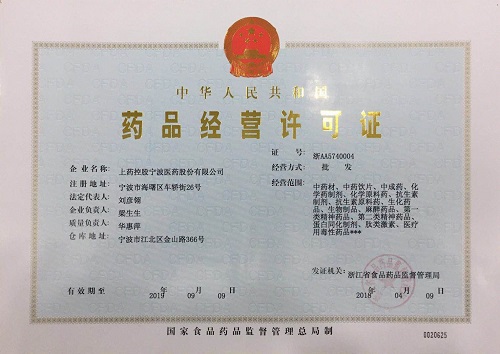 中华人民共和国
药品经营许可证
证 号: 浙AA5740004
企业名称: 上药控股宁波医药股份有限公司
经营方式: 批 发
注册地址: 宁波市海曙区车轿街26号
经营范围: 中药材、中药饮片、中成药、化
学药制剂、化学原料药、抗生素
制剂、抗生素原料药、生化药
品、生物制品、麻醉药品、第一
类精神药品、第二类精神药品、
蛋白同化制剂、肽类激素、医疗
用毒性药品***
法定代表人: 刘彦翎
企业负责人: 梁生生
质量负责人: 华惠萍
仓库地址: 宁波市江北区金山路366号
发证机关: 浙江省食品药品监督管理局
有效期至 2019 年 09 月 09 日
2018 年 04 月 09 日
国家食品药品监督管理总局制
0020625